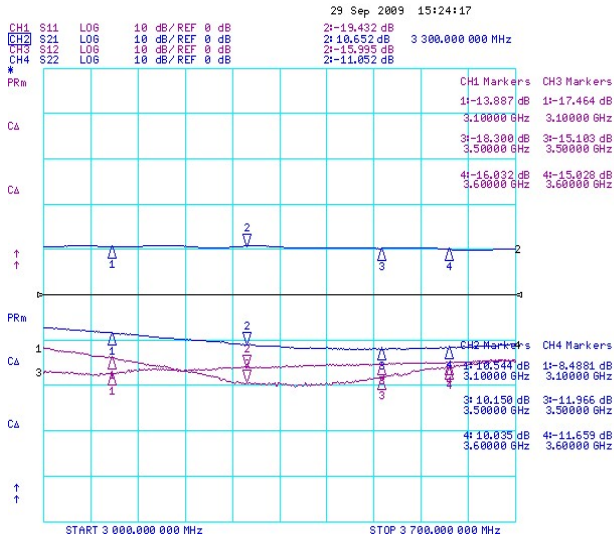 29 Sep 2009 15:24:17
CH1 S11 LOG 10 dB/REF 0 dB 2:-19.432 dB
CH2 S21 LOG 10 dB/REF 0 dB 2:10.652 dB 3 300.000 000 MHz
CH3 S12 LOG 10 dB/REF 0 dB 2:-15.995 dB
CH4 S22 LOG 10 dB/REF 0 dB 2:-11.052 dB
*
PRm
CH1 Markers CH3 Markers
1:-13.887 dB 1:-17.464 dB
3.10000 GHz 3.10000 GHz
CΔ
3:-18.300 dB 3:-15.103 dB
3.50000 GHz 3.50000 GHz
4:-16.032 dB 4:-15.028 dB
3.60000 GHz 3.60000 GHz
CΔ
2
2
↑
↑
1 3 4
PRm
2
4
1
CH2 Markers CH4 Markers
1
2
CΔ
1: 10.544 dB 1:-8.4881 dB
3
3.10000 GHz 3.10000 GHz
1
3
4
3: 10.150 dB 3:-11.966 dB
3.50000 GHz 3.50000 GHz
CΔ
4: 10.035 dB 4:-11.659 dB
3.60000 GHz 3.60000 GHz
↑
↑
START 3 000.000 000 MHz STOP 3 700.000 000 MHz